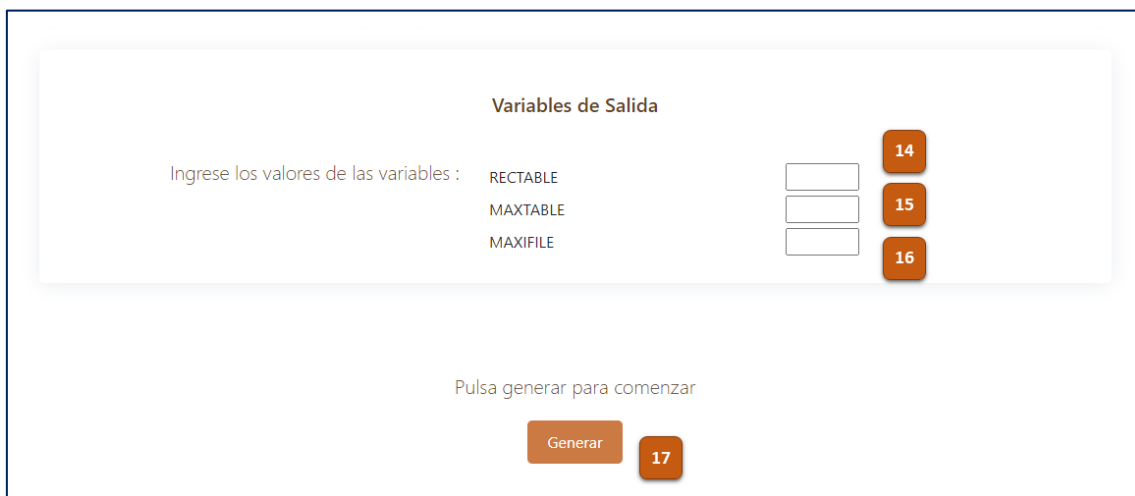 Variables de Salida
14
Ingrese los valores de las variables :
RECTABLE
15
MAXTABLE
MAXIFILE
16
Pulsa generar para comenzar
Generar
17